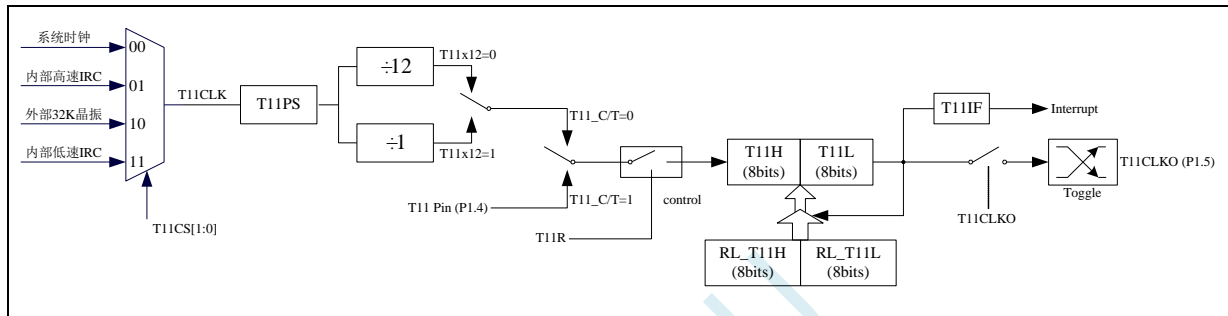 系统时钟
00
内部高速IRC
01
外部32K晶振
10
内部低速IRC
11
T11CS[1:0]
T11CLK
T11PS
÷12
T11x12=0
÷1
T11x12=1
T11_C/T=0
T11 Pin (P1.4)
T11_C/T=1
T11R
control
T11H
(8bits)
T11L
(8bits)
RL_T11H
(8bits)
RL_T11L
(8bits)
T11IF
Interrupt
T11CLKO
Toggle
T11CLKO (P1.5)